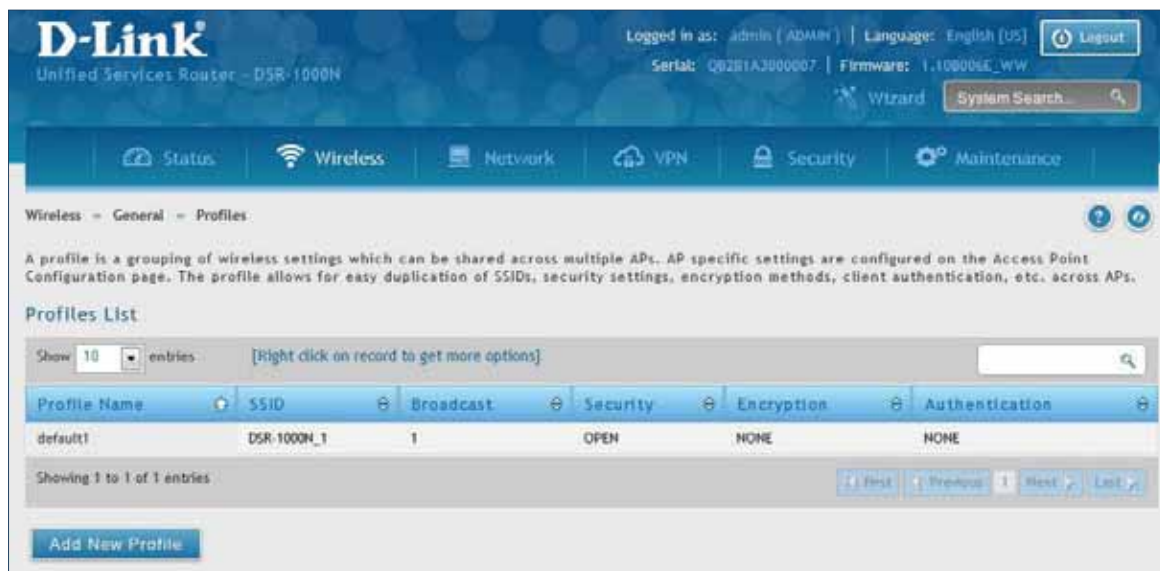 D-Link
Unified Services Router - DSR-1000N
Logged in as: admin ( ADMIN ) | Language: English [US]
Logout
Serial: | Firmware:
Wizard
System Search...
Status
Wireless
Network
VPN
Security
Maintenance
Wireless » General » Profiles
A profile is a grouping of wireless settings which can be shared across multiple APs. AP specific settings are configured on the Access Point
Configuration page. The profile allows for easy duplication of SSIDs, security settings, encryption methods, client authentication, etc. across APs.
Profiles List
Show 10 entries [Right click on record to get more options]
Profile Name SSID Broadcast Security Encryption Authentication
default1 DSR-1000N_1 1 OPEN NONE NONE
Showing 1 to 1 of 1 entries
First Previous 1 Next Last
Add New Profile